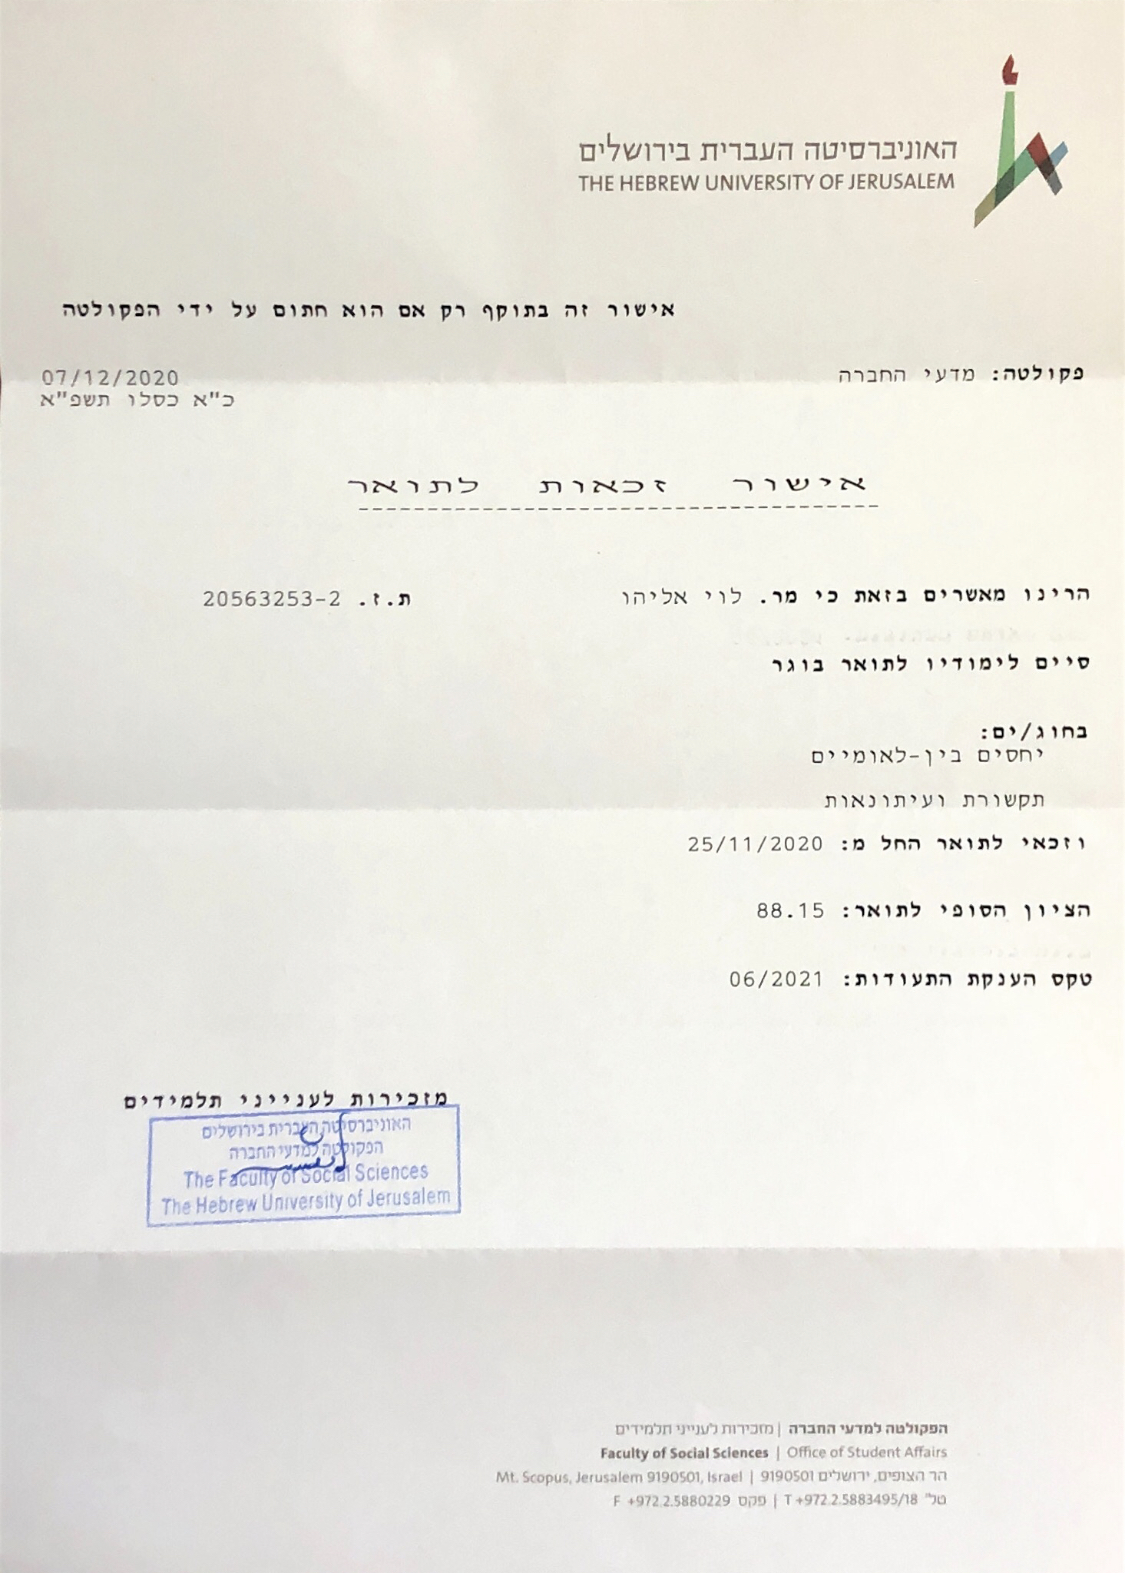 האוניברסיטה העברית בירושלים
THE HEBREW UNIVERSITY OF JERUSALEM
אישור זה בתוקף רק אם הוא חתום על ידי הפקולטה
פקולטה: מדעי החברה
07/12/2020
כ"א כסלו תשפ"א
אישור זכאות לתואר
הרינו מאשרים בזאת כי מר. לוי אליהו ת.ז. 20563253-2
סיים לימודיו לתואר בוגר
בחוג/ים:
יחסים בין-לאומיים
תקשורת ועיתונאות
וזכאי לתואר החל מ: 25/11/2020
הציון הסופי לתואר: 88.15
טקס הענקת התעודות: 06/2021
מזכירות לענייני תלמידים
האוניברסיטה העברית בירושלים
הפקולטה למדעי החברה
The Faculty of Social Sciences
The Hebrew University of Jerusalem
הפקולטה למדעי החברה | מזכירות לענייני תלמידים
Faculty of Social Sciences | Office of Student Affairs
הר הצופים, ירושלים 9190501 | Mt. Scopus, Jerusalem 9190501, Israel
טל' T +972.2.5883495/18 | פקס F +972.2.5880229